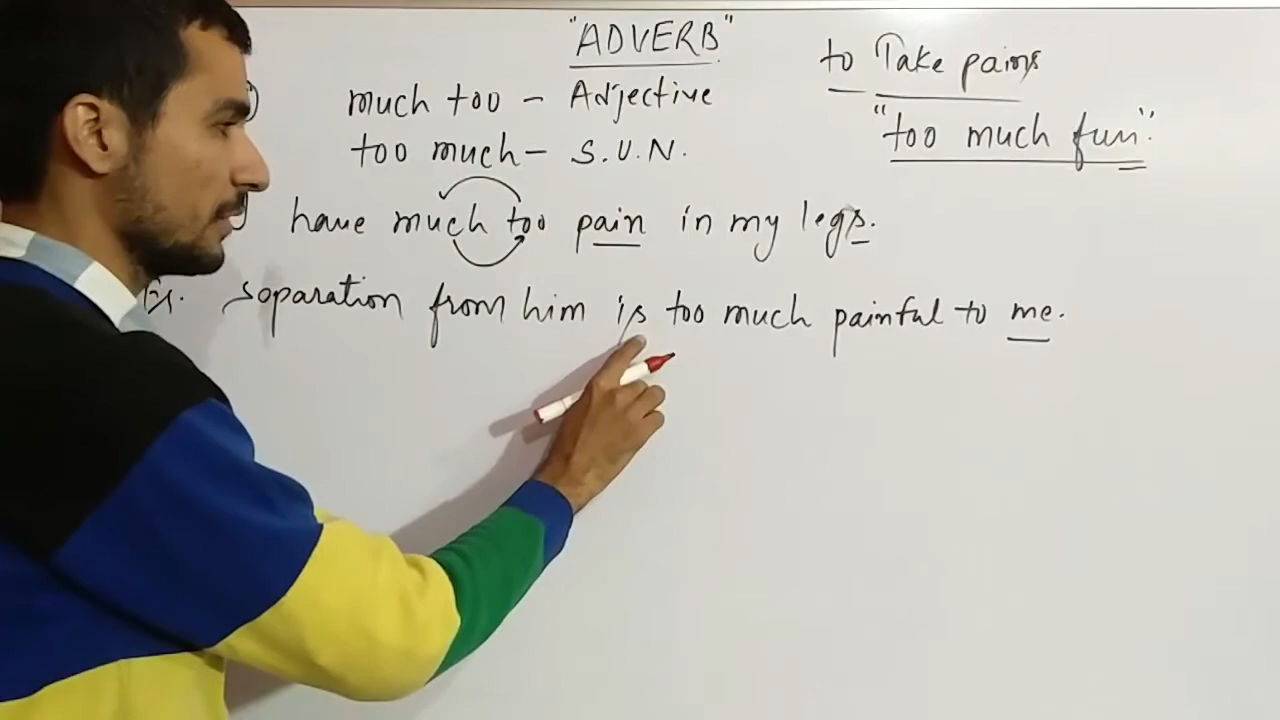 "ADVERB"
to Take pains
much too - Adjective
"too much fun".
too much - S.U.N.
have much too pain in my legs.
Ex. Separation from him is too much painful to me.